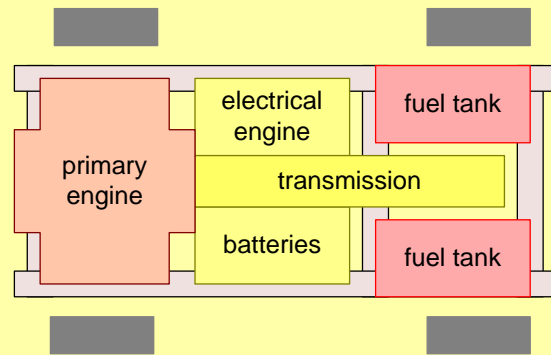 electrical
engine
fuel tank
primary
engine
transmission
batteries
fuel tank